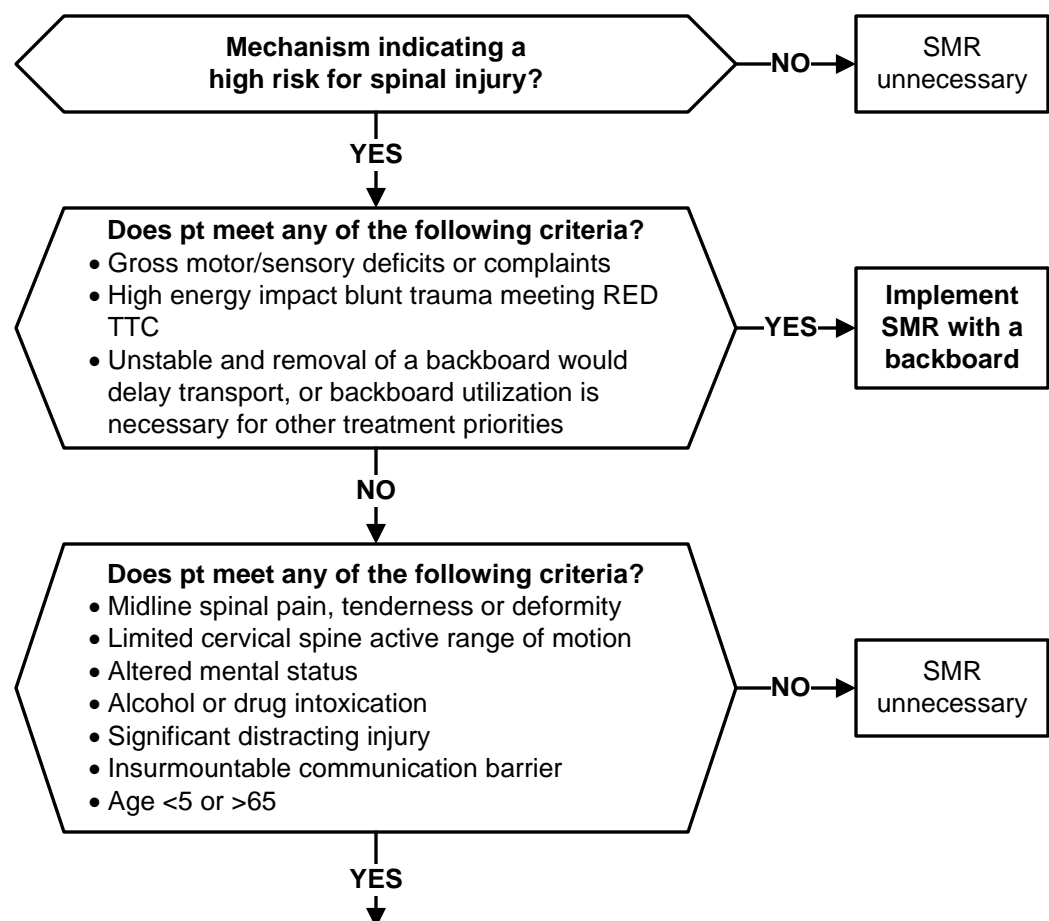 Mechanism indicating a
high risk for spinal injury?
NO
SMR
unnecessary
YES
Does pt meet any of the following criteria?
• Gross motor/sensory deficits or complaints
• High energy impact blunt trauma meeting RED
TTC
• Unstable and removal of a backboard would
delay transport, or backboard utilization is
necessary for other treatment priorities
YES
Implement
SMR with a
backboard
NO
Does pt meet any of the following criteria?
• Midline spinal pain, tenderness or deformity
• Limited cervical spine active range of motion
• Altered mental status
• Alcohol or drug intoxication
• Significant distracting injury
• Insurmountable communication barrier
• Age <5 or >65
NO
SMR
unnecessary
YES